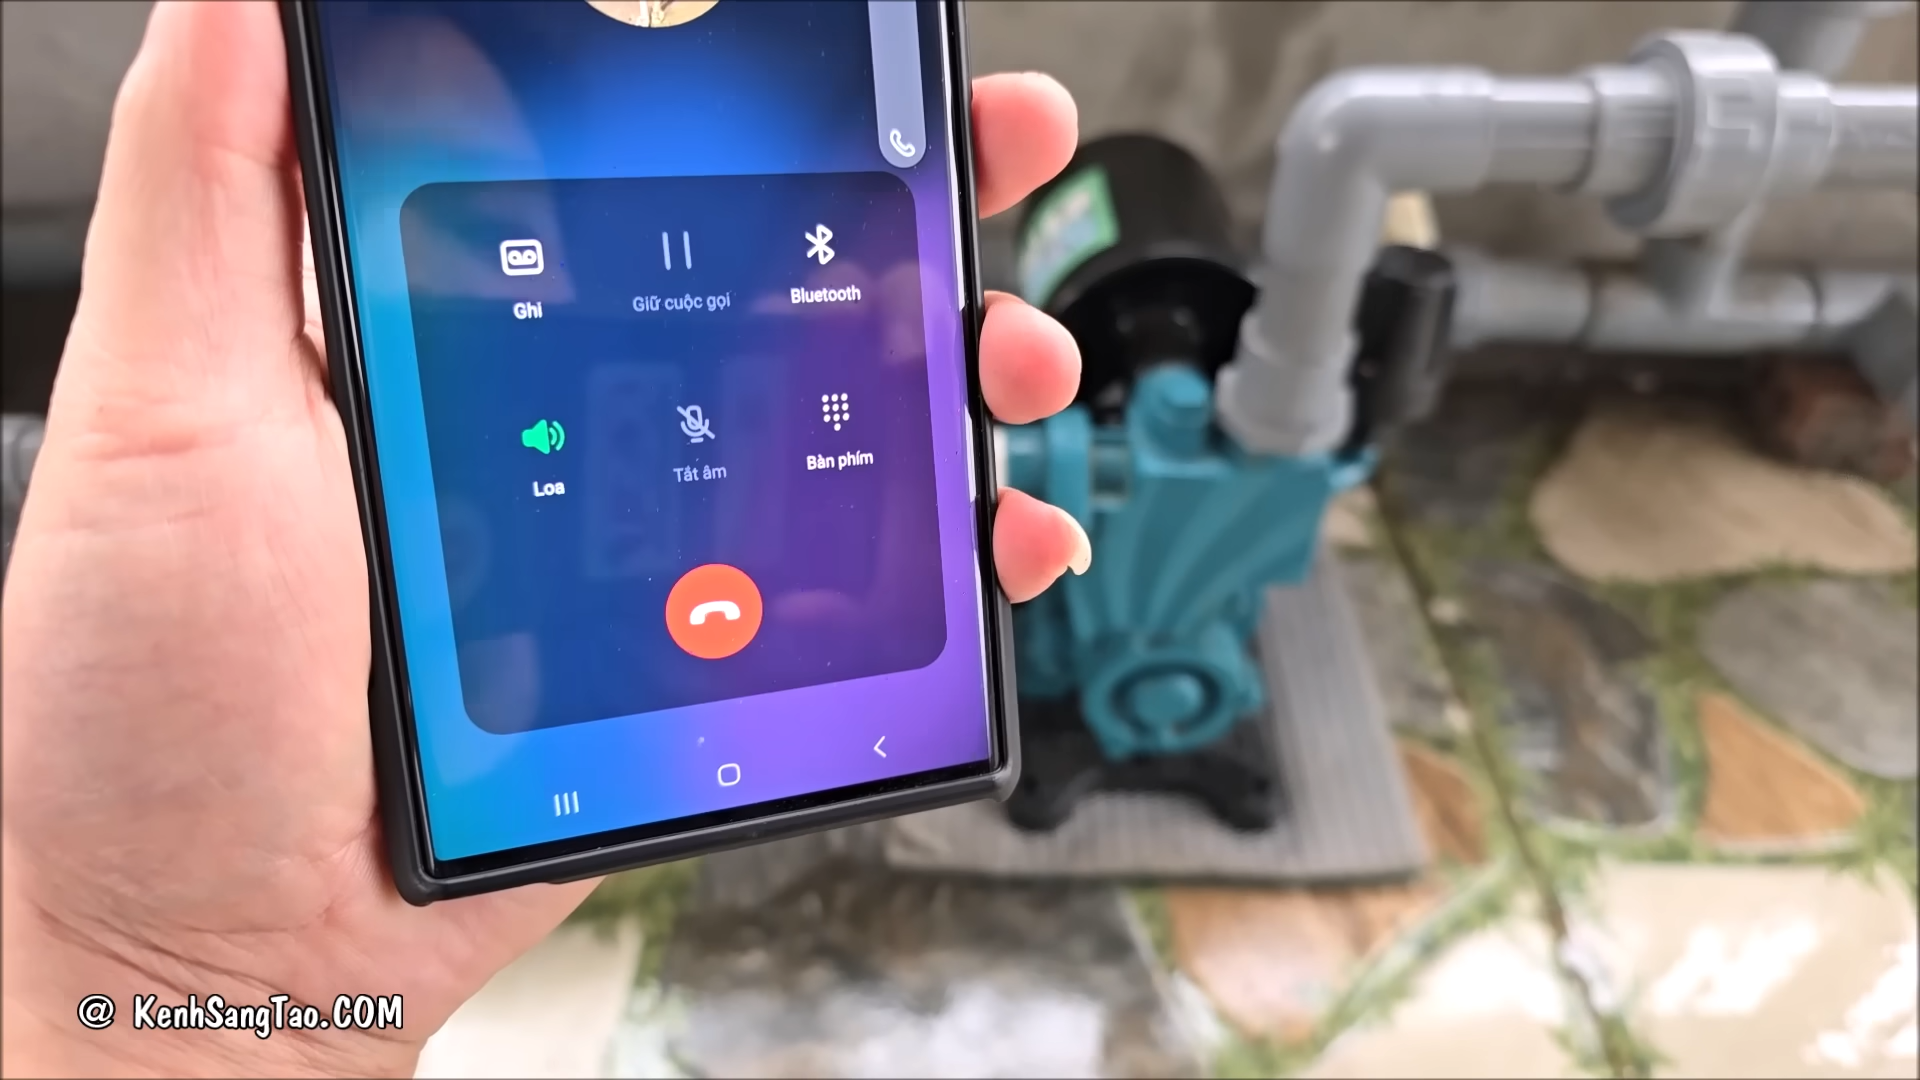 Ghi
Giữ cuộc gọi
Bluetooth
Loa
Tắt âm
Bàn phím
@ KenhSangTao.COM